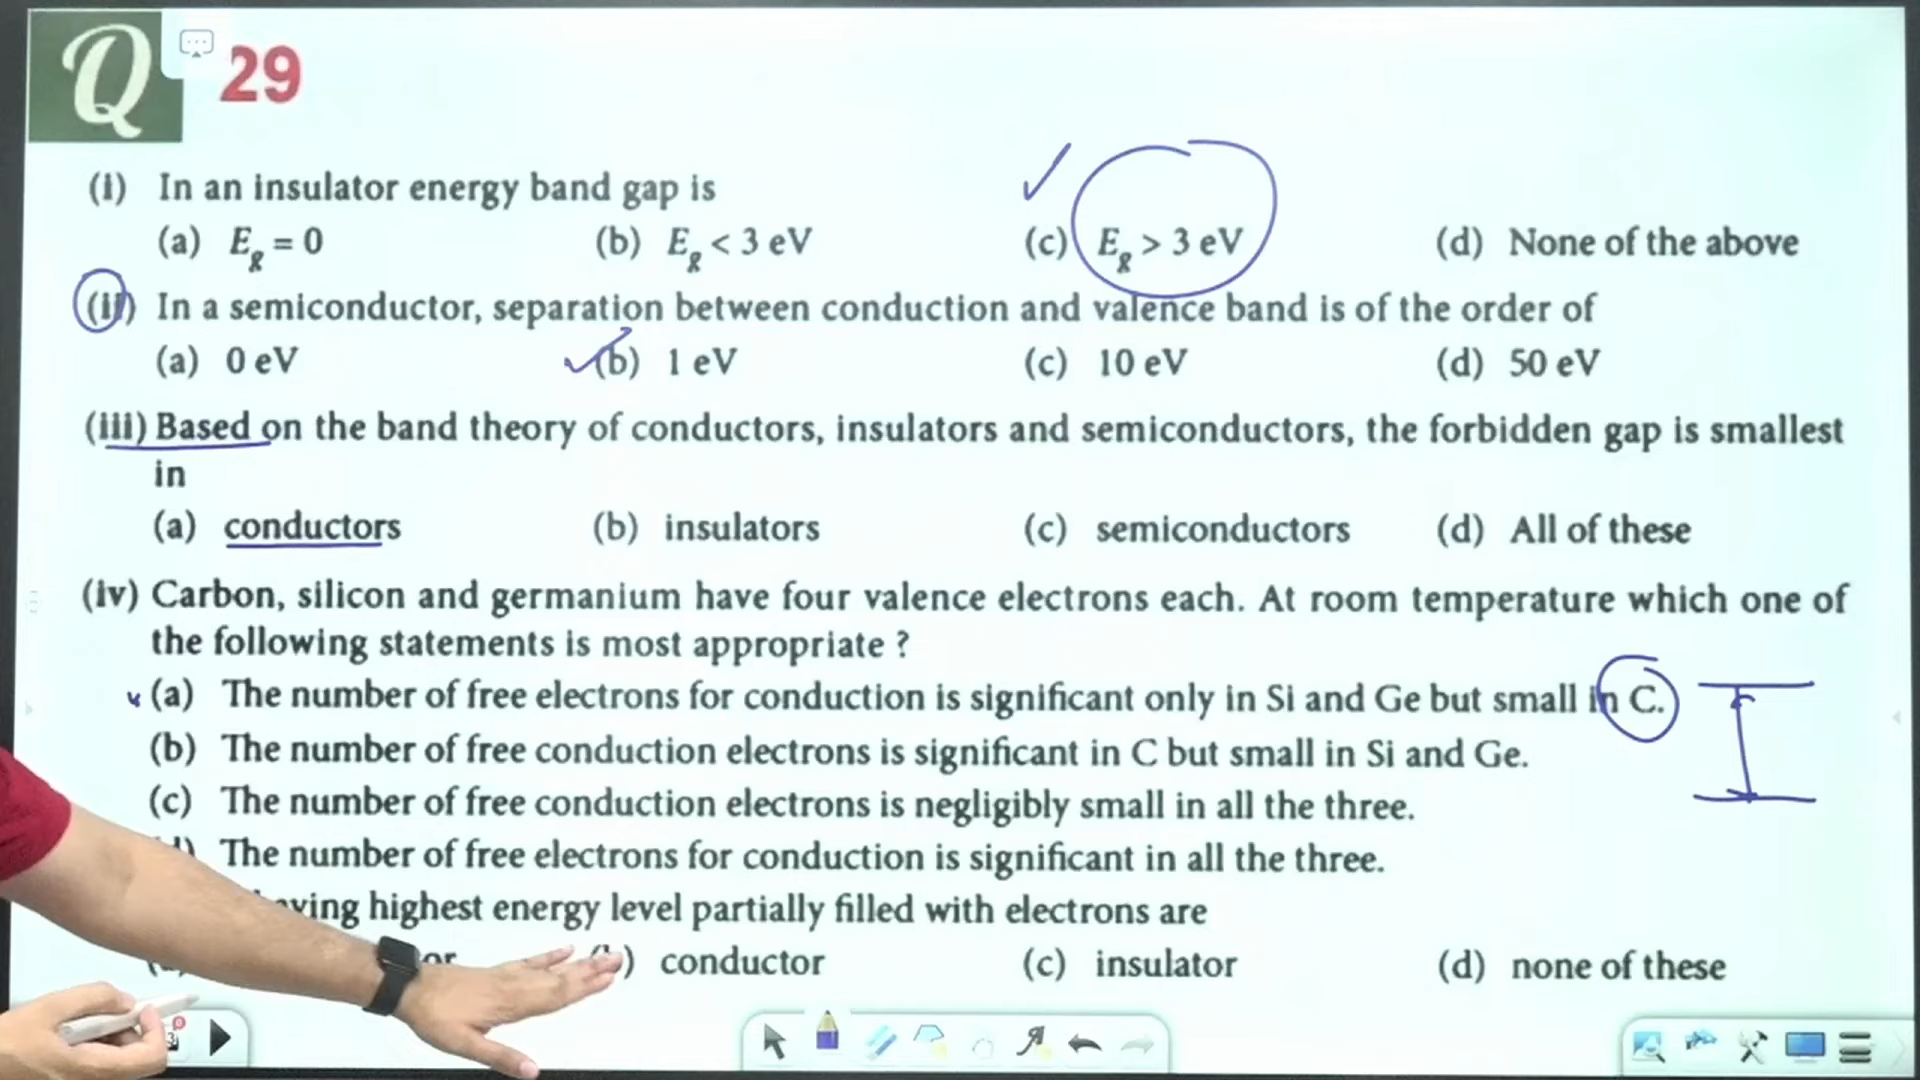 Q 29
(i) In an insulator energy band gap is
(a) E_g = 0 (b) E_g < 3 eV (c) E_g > 3 eV (d) None of the above
(ii) In a semiconductor, separation between conduction and valence band is of the order of
(a) 0 eV (b) 1 eV (c) 10 eV (d) 50 eV
(iii) Based on the band theory of conductors, insulators and semiconductors, the forbidden gap is smallest
in
(a) conductors (b) insulators (c) semiconductors (d) All of these
(iv) Carbon, silicon and germanium have four valence electrons each. At room temperature which one of
the following statements is most appropriate ?
(a) The number of free electrons for conduction is significant only in Si and Ge but small in C.
(b) The number of free conduction electrons is significant in C but small in Si and Ge.
(c) The number of free conduction electrons is negligibly small in all the three.
The number of free electrons for conduction is significant in all the three.
highest energy level partially filled with electrons are
conductor (c) insulator (d) none of these